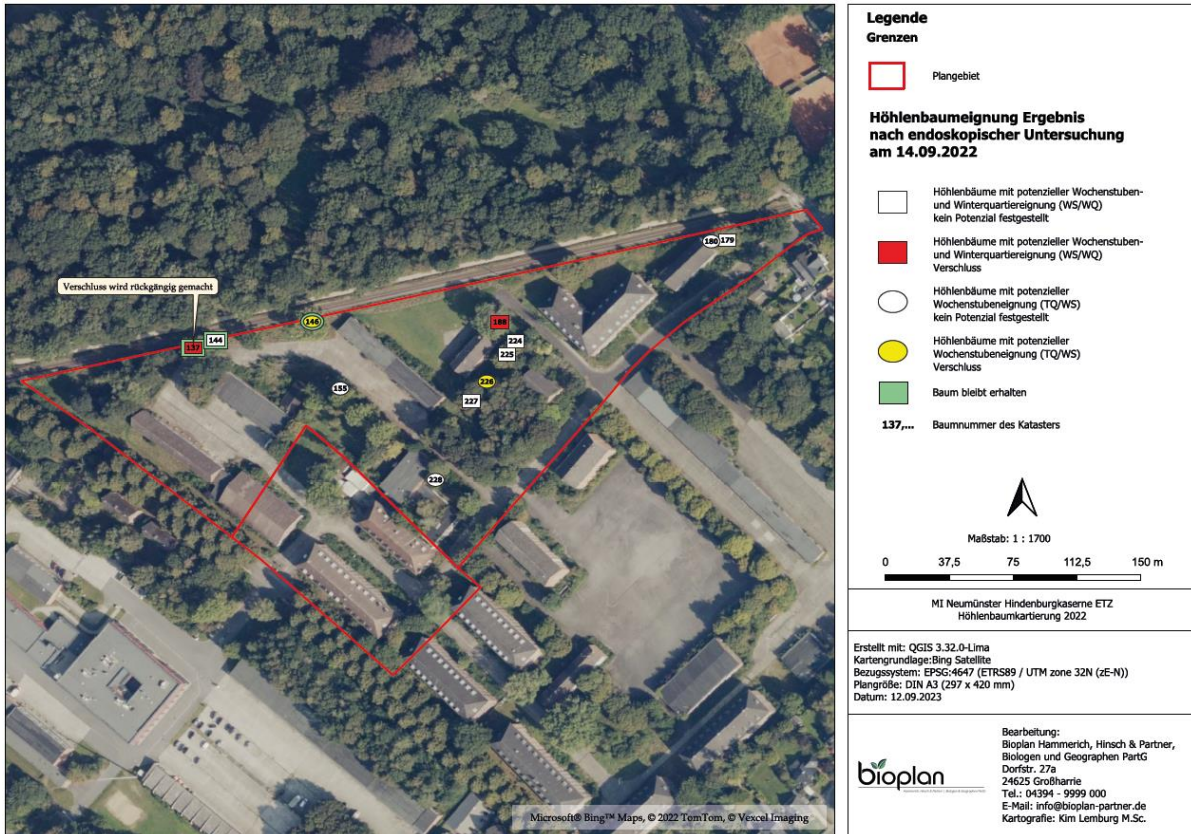 Verschluss wird rückgängig gemacht
137
144
146
155
188
224
225
226
227
228
180
179
Microsoft® Bing™ Maps, © 2022 TomTom, © Vexcel Imaging
Legende
Grenzen
Plangebiet
Höhlenbaumeignung Ergebnis
nach endoskopischer Untersuchung
am 14.09.2022
Höhlenbäume mit potenzieller Wochenstuben-
und Winterquartiereignung (WS/WQ)
kein Potenzial festgestellt
Höhlenbäume mit potenzieller Wochenstuben-
und Winterquartiereignung (WS/WQ)
Verschluss
Höhlenbäume mit potenzieller
Wochenstubeneignung (TQ/WS)
kein Potenzial festgestellt
Höhlenbäume mit potenzieller
Wochenstubeneignung (TQ/WS)
Verschluss
Baum bleibt erhalten
137,... Baumnummer des Katasters
Maßstab: 1 : 1700
0 37,5 75 112,5 150 m
MI Neumünster Hindenburgkaserne ETZ
Höhlenbaumkartierung 2022
Erstellt mit: QGIS 3.32.0-Lima
Kartengrundlage:Bing Satellite
Bezugssystem: EPSG:4647 (ETRS89 / UTM zone 32N (zE-N))
Plangröße: DIN A3 (297 x 420 mm)
Datum: 12.09.2023
bioplan
Bearbeitung:
Bioplan Hammerich, Hinsch & Partner,
Biologen und Geographen PartG
Dorfstr. 27a
24625 Großharrie
Tel.: 04394 - 9999 000
E-Mail: info@bioplan-partner.de
Kartografie: Kim Lemburg M.Sc.